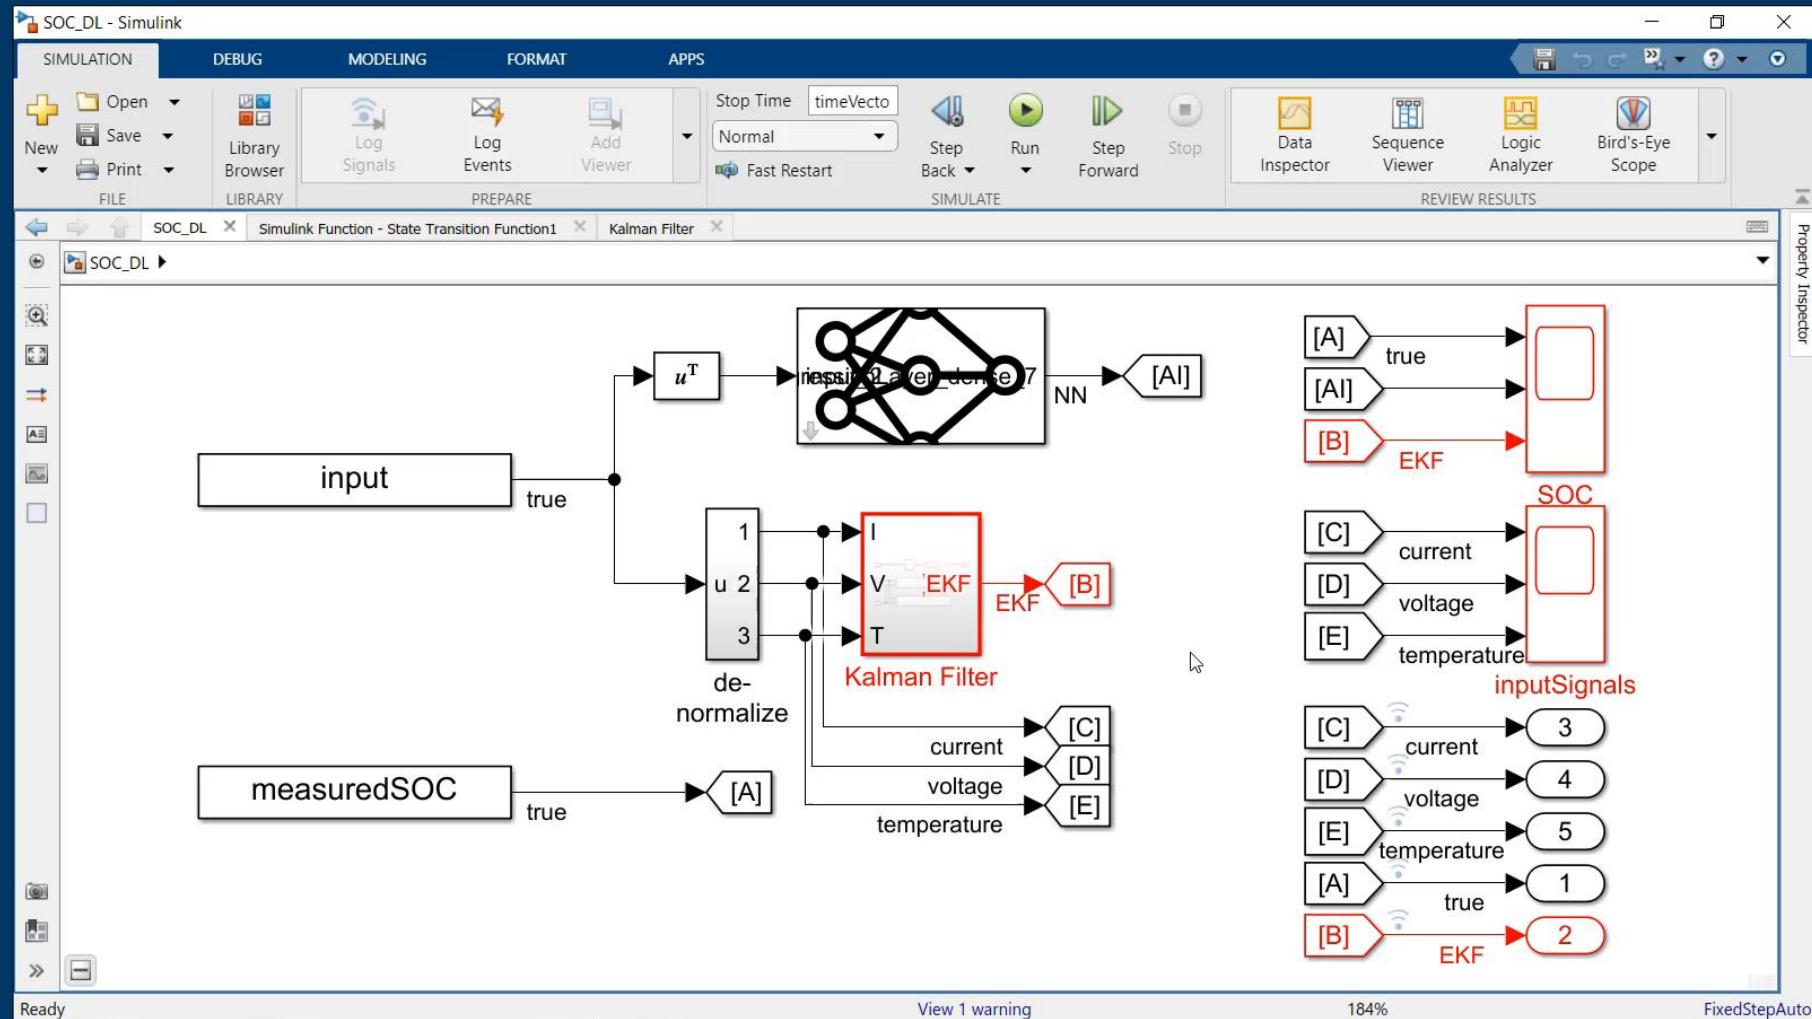 SOC_DL - Simulink
SIMULATION DEBUG MODELING FORMAT APPS
New
Open
Save
Print
FILE
Library Browser
LIBRARY
Log Signals
Log Events
Add Viewer
PREPARE
Stop Time timeVecto
Normal
Fast Restart
Step Back
Run
Step Forward
Stop
SIMULATE
Data Inspector
Sequence Viewer
Logic Analyzer
Bird's-Eye Scope
REVIEW RESULTS
SOC_DL Simulink Function - State Transition Function1 Kalman Filter
SOC_DL
Property Inspector
input
true
uT
NN
[AI]
u 1 2 3
de-
normalize
I
V EKF
T
Kalman Filter
EKF
[B]
[C]
current
[D]
voltage
[E]
temperature
measuredSOC
true
[A]
[A]
true
[AI]
[B]
EKF
SOC
[C]
current
[D]
voltage
[E]
temperature
inputSignals
[C] 3
current
[D] 4
voltage
[E] 5
temperature
[A] 1
true
[B] 2
EKF
Ready View 1 warning 184% FixedStepAuto